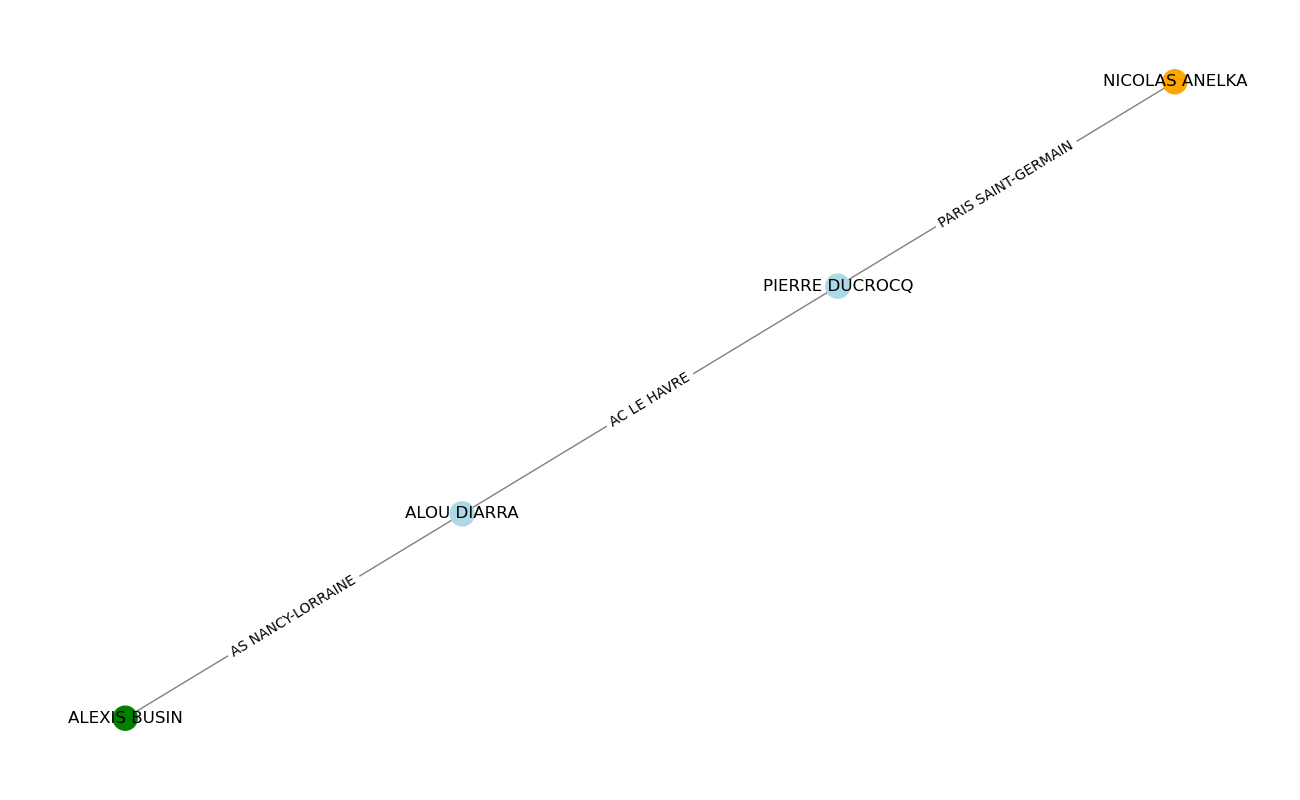 NICOLAS ANELKA
PARIS SAINT-GERMAIN
PIERRE DUCROCQ
AC LE HAVRE
ALOU DIARRA
AS NANCY-LORRAINE
ALEXIS BUSIN